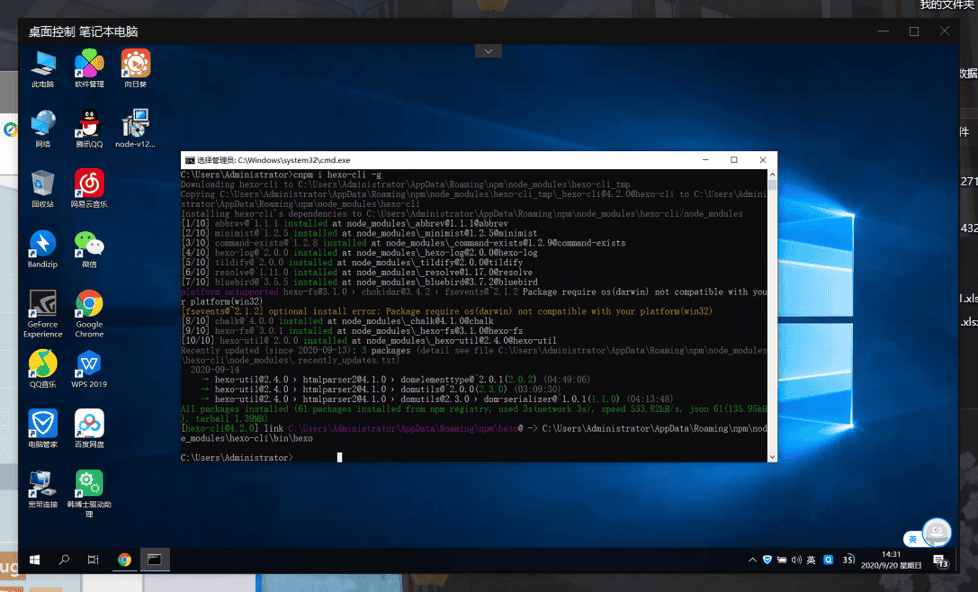 我的文件夹
桌面控制 笔记本电脑
此电脑
软件管理
向日葵
数据
网络
腾讯QQ
node-v12...
件
回收站
网易云音乐
271
432
Bandizip
微信
GeForce Experience
Google Chrome
l.xls
.xls
QQ音乐
WPS 2019
电脑管家
百度网盘
宽带连接
韩博士驱动助理
选择管理员: C:\Windows\system32\cmd.exe
C:\Users\Administrator>cnpm i hexo-cli -g
Downloading hexo-cli to C:\Users\Administrator\AppData\Roaming\npm\node_modules\hexo-cli_tmp
Copying C:\Users\Administrator\AppData\Roaming\npm\node_modules\hexo-cli_tmp\_hexo-cli@4.2.0@hexo-cli to C:\Users\Admini
strator\AppData\Roaming\npm\node_modules\hexo-cli
Installing hexo-cli's dependencies to C:\Users\Administrator\AppData\Roaming\npm\node_modules\hexo-cli/node_modules
[1/10] abbrev@^1.1.1 installed at node_modules\_abbrev@1.1.1@abbrev
[2/10] minimist@^1.2.5 installed at node_modules\_minimist@1.2.5@minimist
[3/10] command-exists@^1.2.8 installed at node_modules\_command-exists@1.2.9@command-exists
[4/10] hexo-log@^2.0.0 installed at node_modules\_hexo-log@2.0.0@hexo-log
[5/10] tildify@^2.0.0 installed at node_modules\_tildify@2.0.0@tildify
[6/10] resolve@^1.11.0 installed at node_modules\_resolve@1.17.0@resolve
[7/10] bluebird@^3.5.5 installed at node_modules\_bluebird@3.7.2@bluebird
platform unsupported hexo-fs@3.1.0 › chokidar@3.4.2 › fsevents@~2.1.2 Package require os(darwin) not compatible with you
r platform(win32)
[fsevents@~2.1.2] optional install error: Package require os(darwin) not compatible with your platform(win32)
[8/10] chalk@^4.0.0 installed at node_modules\_chalk@4.1.0@chalk
[9/10] hexo-fs@^3.0.1 installed at node_modules\_hexo-fs@3.1.0@hexo-fs
[10/10] hexo-util@^2.0.0 installed at node_modules\_hexo-util@2.4.0@hexo-util
Recently updated (since 2020-09-13): 3 packages (detail see file C:\Users\Administrator\AppData\Roaming\npm\node_modules
\hexo-cli\node_modules\.recently_updates.txt)
2020-09-14
→ hexo-util@2.4.0 › htmlparser2@4.1.0 › domelementtype@^2.0.1(2.0.2) (04:49:06)
→ hexo-util@2.4.0 › htmlparser2@4.1.0 › domutils@^2.0.0(2.3.0) (03:09:30)
→ hexo-util@2.4.0 › htmlparser2@4.1.0 › domutils@2.3.0 › dom-serializer@^1.0.1(1.1.0) (04:13:48)
All packages installed (61 packages installed from npm registry, used 3s(network 3s), speed 533.82kB/s, json 61(135.95kB
), tarball 1.39MB)
[hexo-cli@4.2.0] link C:\Users\Administrator\AppData\Roaming\npm\hexo@ -> C:\Users\Administrator\AppData\Roaming\npm\nod
e_modules\hexo-cli\bin\hexo
C:\Users\Administrator>
英
ug
英
35
14:31
2020/9/20 星期日
13